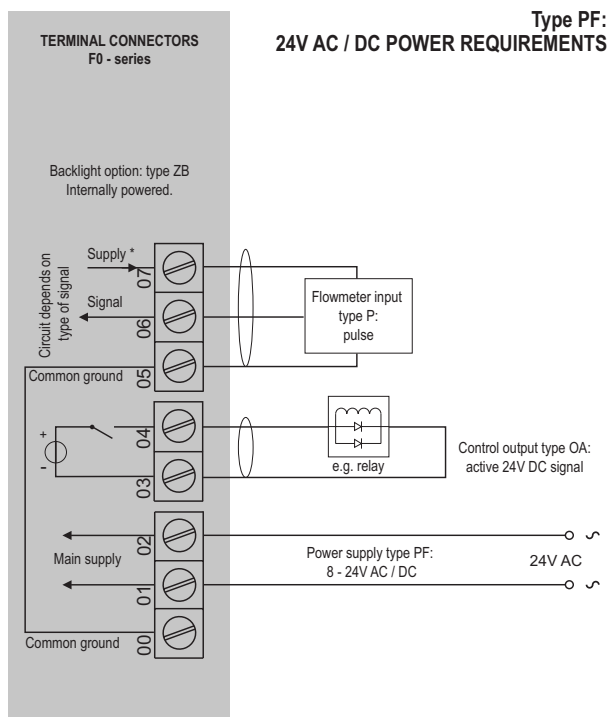 Type PF:
24V AC / DC POWER REQUIREMENTS
TERMINAL CONNECTORS
F0 - series
Backlight option: type ZB
Internally powered.
Circuit depends on
type of signal
Supply *
07
Signal
06
Common ground
05
Flowmeter input
type P:
pulse
+
-
04
03
e.g. relay
Control output type OA:
active 24V DC signal
02
Main supply
01
Power supply type PF:
8 - 24V AC / DC
24V AC
Common ground
00